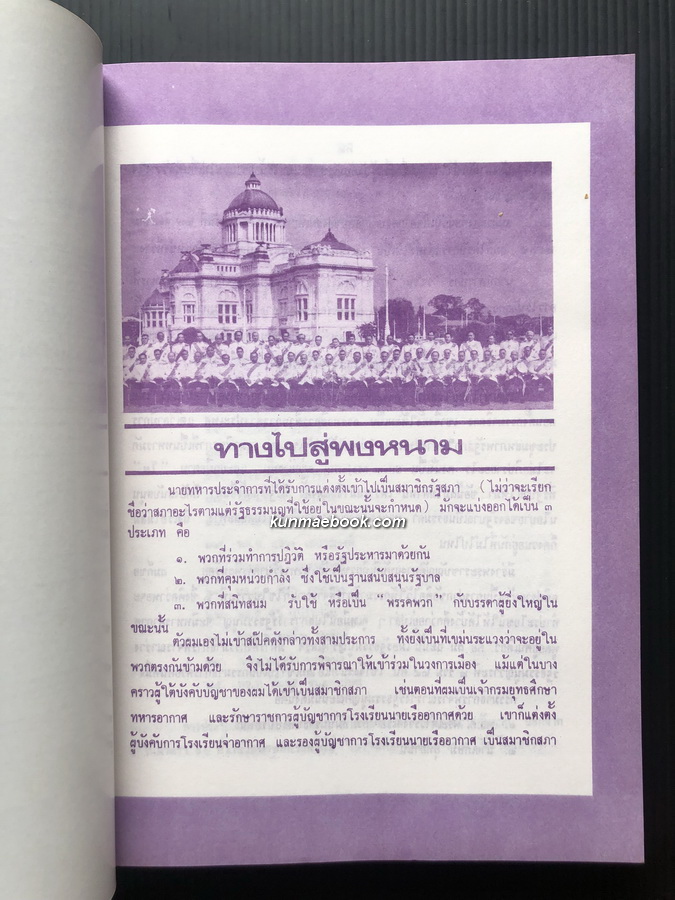 ทางไปสู่พงหนาม
นายทหารประจำการที่ได้รับการแต่งตั้งเข้าไปเป็นสมาชิกรัฐสภา (ไม่ว่าจะเรียก
ชื่อว่าสภาอะไรตามแต่รัฐธรรมนูญที่ใช้อยู่ในขณะนั้นจะกำหนด) มักจะแบ่งออกได้เป็น ๓
kunmaebook.com
ประเภท คือ
๑. พวกที่ร่วมทำการปฏิวัติ หรือรัฐประหารมาด้วยกัน
๒. พวกที่คุมหน่วยกำลัง ซึ่งใช้เป็นฐานสนับสนุนรัฐบาล
๓. พวกที่สนิทสนม รับใช้ หรือเป็น “พรรคพวก” กับบรรดาผู้ยิ่งใหญ่ใน
ขณะนั้น
ตัวผมเองไม่เข้าสเป๊คดังกล่าวทั้งสามประการ ทั้งยังเป็นที่เขม่นระแวงว่าจะอยู่ใน
พวกตรงกันข้ามด้วย จึงไม่ได้รับการพิจารณาให้เข้าร่วมในวงการเมือง แม้แต่ในบาง
คราวผู้ใต้บังคับบัญชาของผมได้เข้าเป็นสมาชิกสภา เช่นตอนที่ผมเป็นเจ้ากรมยุทธศึกษา
ทหารอากาศ และรักษาราชการผู้บัญชาการโรงเรียนนายเรืออากาศด้วย เขาก็แต่งตั้ง
ผู้บังคับการโรงเรียนจ่าอากาศ และรองผู้บัญชาการโรงเรียนนายเรืออากาศ เป็นสมาชิกสภา